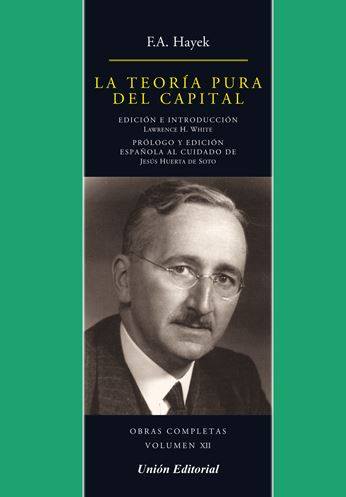 F.A. Hayek
LA TEORÍA PURA
DEL CAPITAL
EDICIÓN E INTRODUCCIÓN
LAWRENCE H. WHITE
PRÓLOGO Y EDICIÓN
ESPAÑOLA AL CUIDADO DE
JESÚS HUERTA DE SOTO
OBRAS COMPLETAS
VOLUMEN XII
Unión Editorial